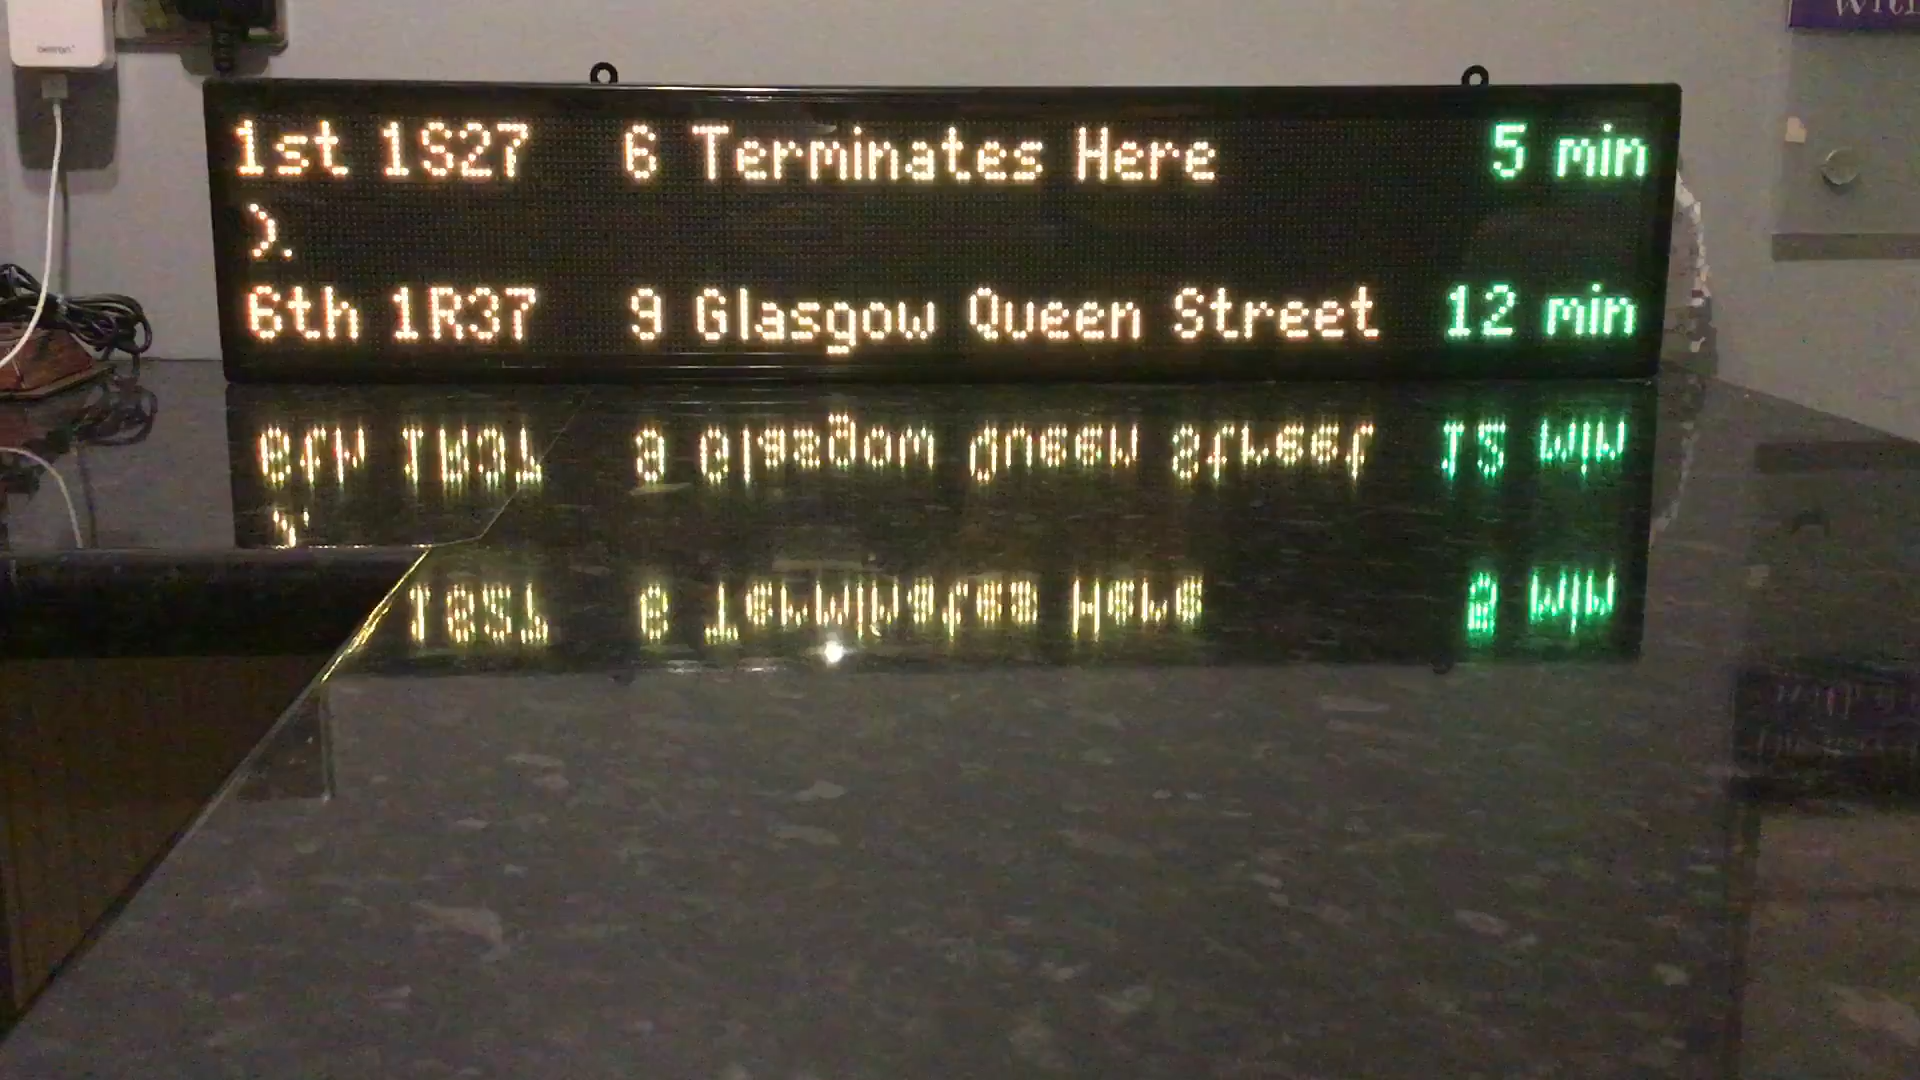 1st 1S27 6 Terminates Here 5 min
).
6th 1R37 9 Glasgow Queen Street 12 min